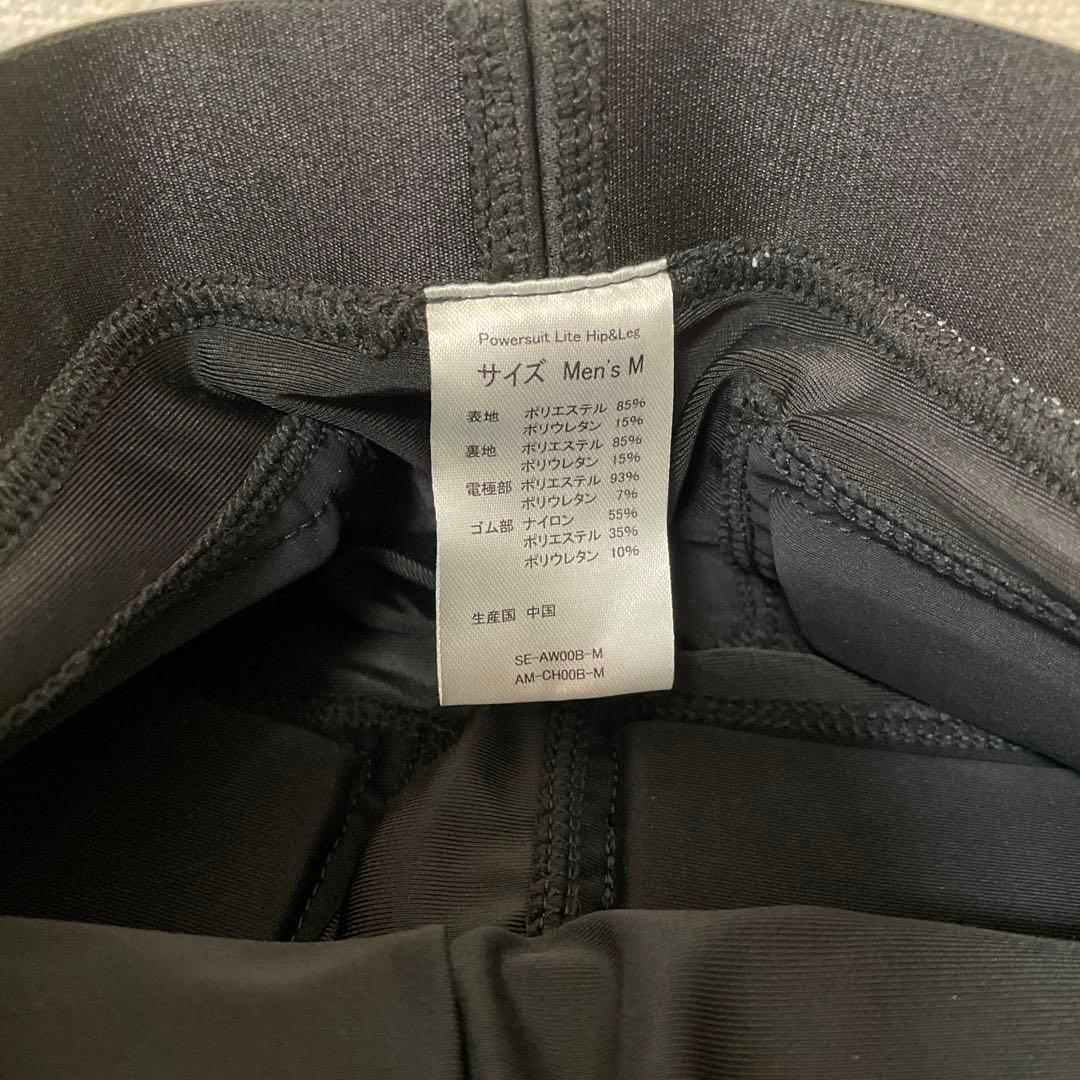 Powersuit Lite Hip&Leg
サイズ Men's M
表地 ポリエステル 85%
ポリウレタン 15%
裏地 ポリエステル 85%
ポリウレタン 15%
電極部 ポリエステル 93%
ポリウレタン 7%
ゴム部 ナイロン 55%
ポリエステル 35%
ポリウレタン 10%
生産国 中国
SE-AW00B-M
AM-CH00B-M